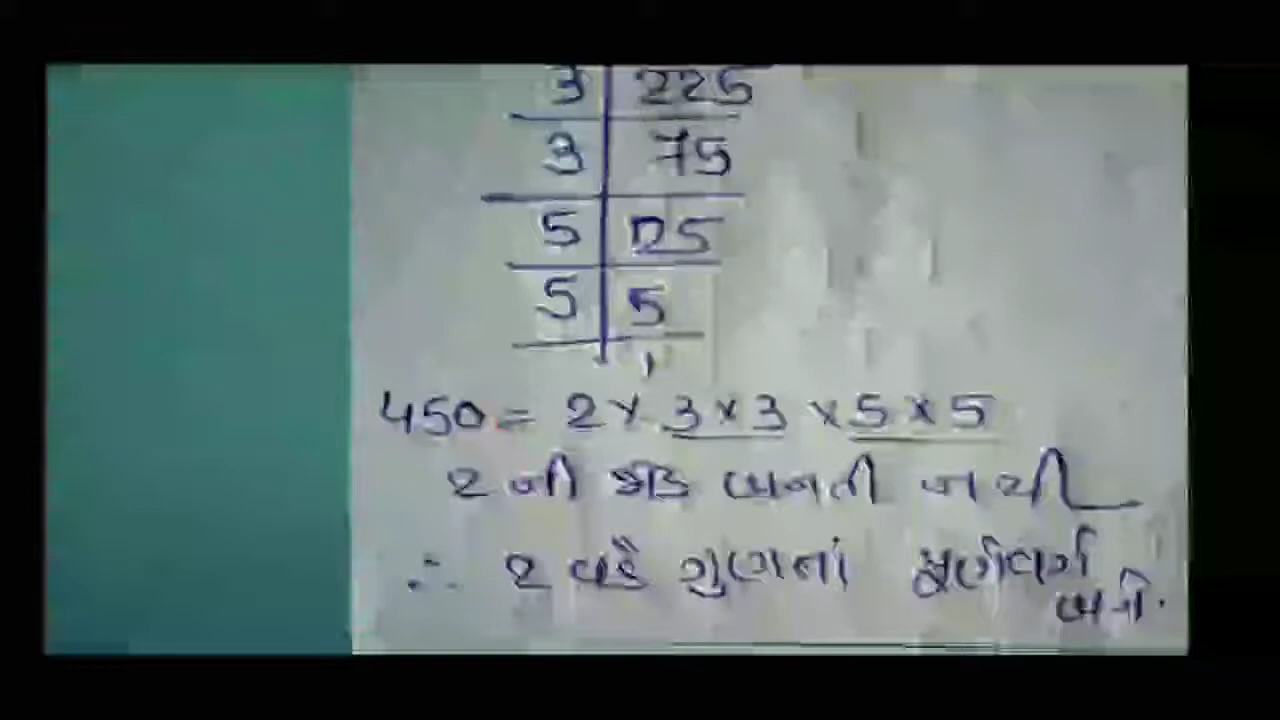 3 225
3 75
5 25
5 5
1
450 = 2 × 3 × 3 × 5 × 5
2 ની જોડ બનતી નથી
∴ 2 વડે ગુણતાં પૂર્ણવર્ગ
બને.